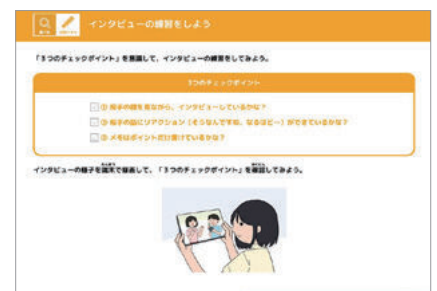 インタビューの練習をしよう
「3つのチェックポイント」を意識して、インタビューの練習をしてみよう。
3つのチェックポイント
① 相手の顔を見ながら、インタビューしているかな?
② 相手の話にリアクション(そうなんですね、なるほど-)ができているかな?
③ メモはポイントだけ書けているかな?
インタビューの様子を端末で録画して、「3つのチェックポイント」を確認してみよう。